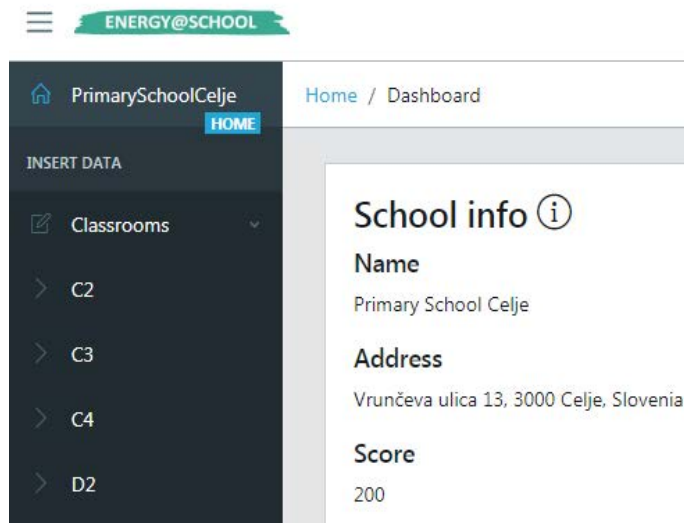 ENERGY@SCHOOL
PrimarySchoolCelje
HOME
INSERT DATA
Classrooms
C2
C3
C4
D2
Home / Dashboard
School info
Name
Primary School Celje
Address
Vrunčeva ulica 13, 3000 Celje, Slovenia
Score
200